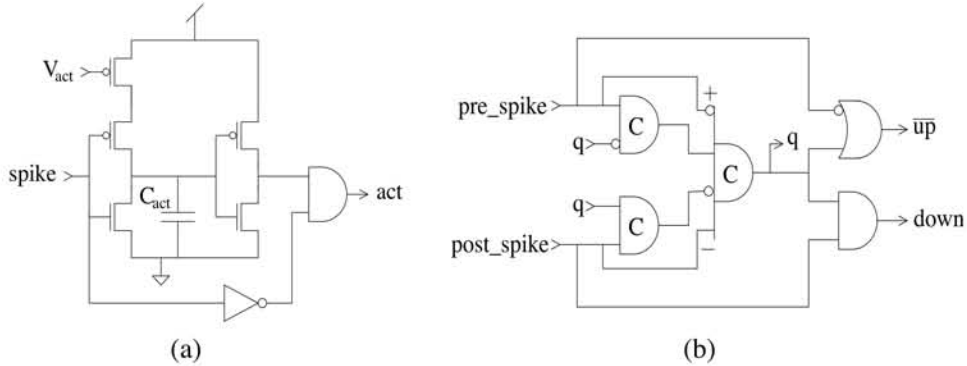 V_act
spike
C_act
act
(a)
pre_spike
q
C
+
C
q
up
q
C
post_spike
−
down
(b)